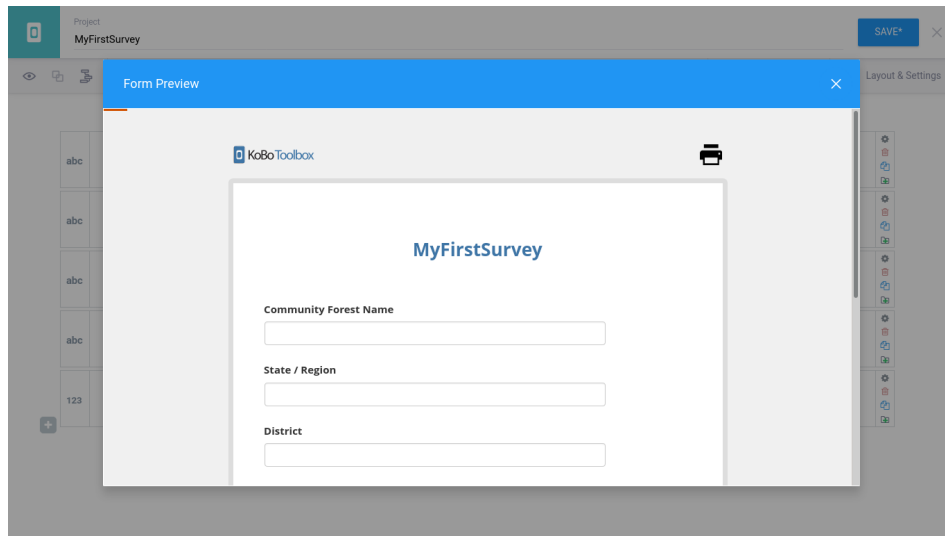 Project
MyFirstSurvey
SAVE*
Layout & Settings
Form Preview
KoBoToolbox
MyFirstSurvey
Community Forest Name
State / Region
District
abc
abc
abc
abc
123